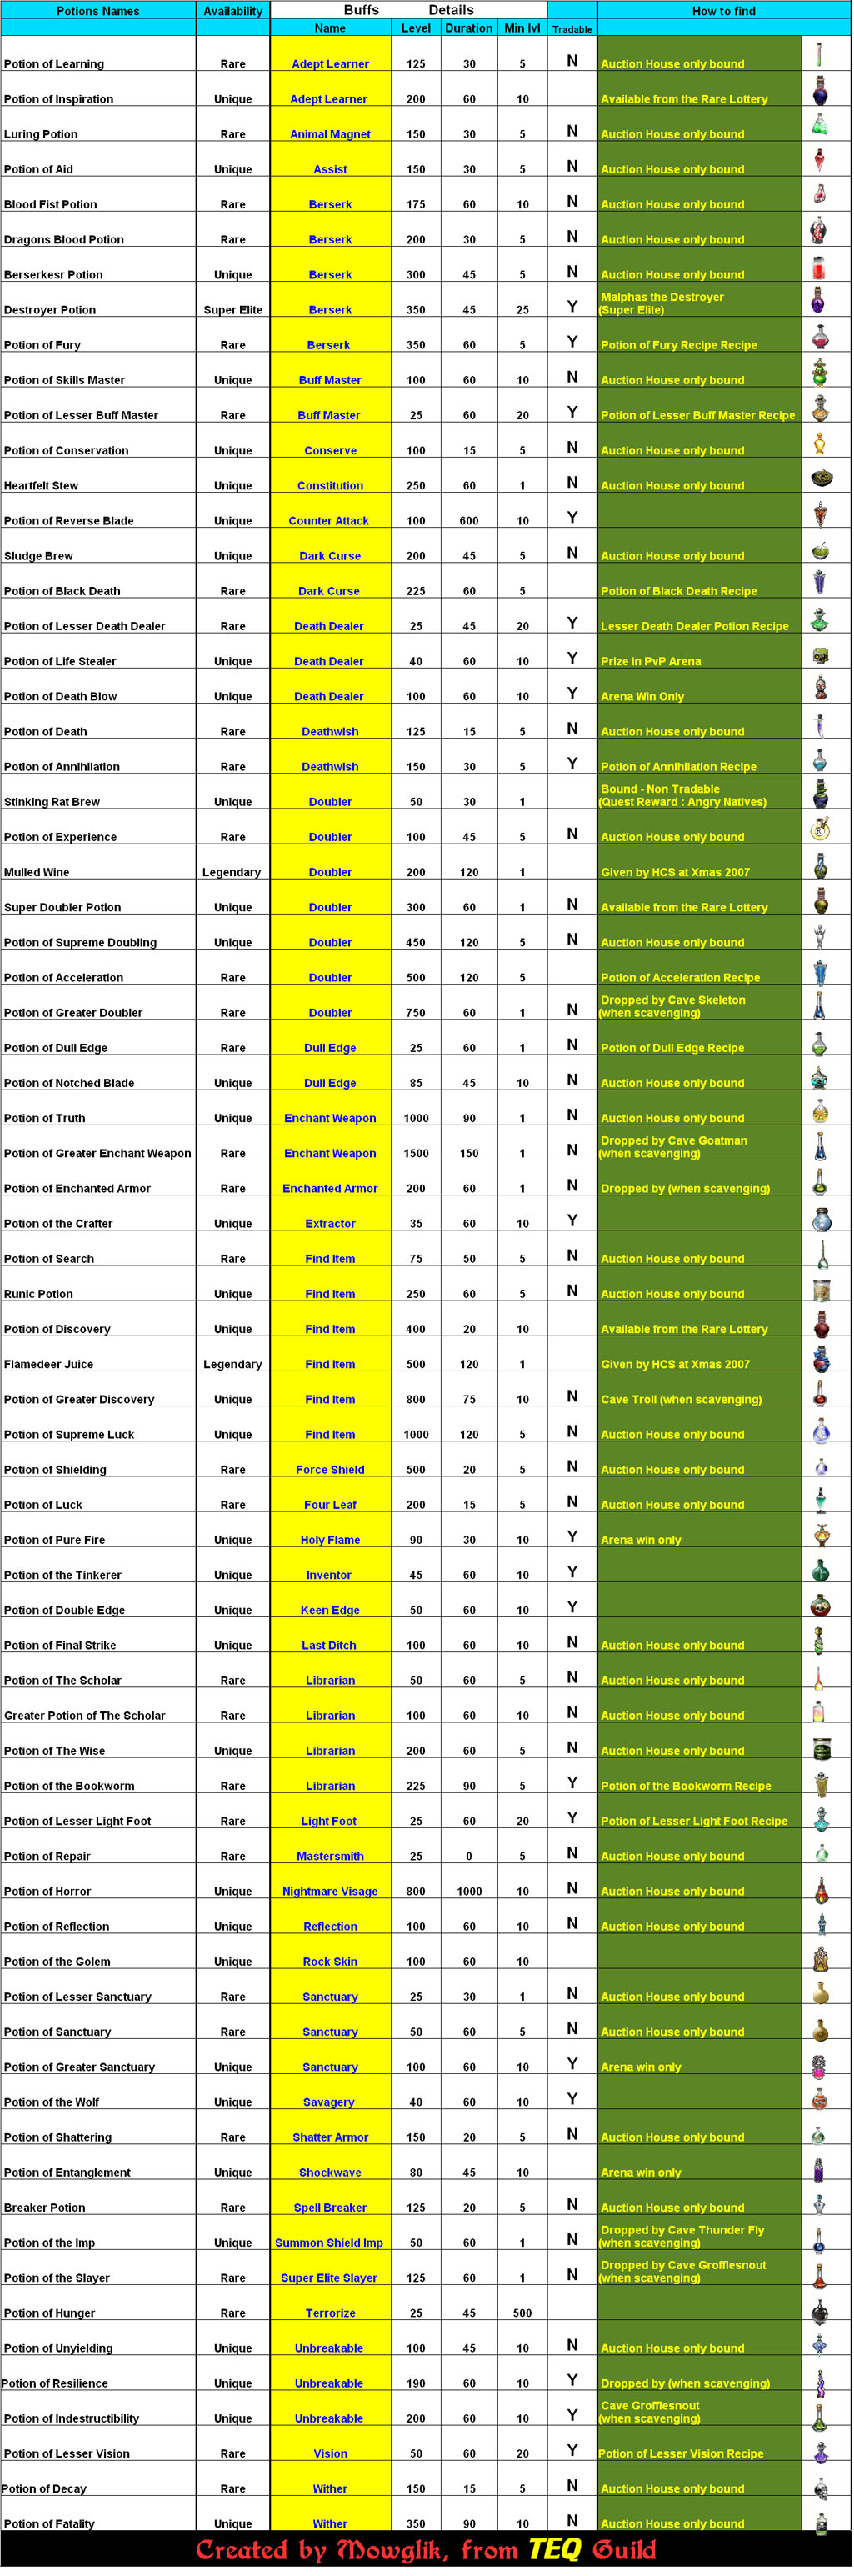 Potions Names Availability Buffs Details How to find
Name Level Duration Min lvl Tradable
Potion of Learning Rare Adept Learner 125 30 5 N Auction House only bound
Potion of Inspiration Unique Adept Learner 200 60 10 Available from the Rare Lottery
Luring Potion Rare Animal Magnet 150 30 5 N Auction House only bound
Potion of Aid Unique Assist 150 30 5 N Auction House only bound
Blood Fist Potion Rare Berserk 175 60 10 N Auction House only bound
Dragons Blood Potion Rare Berserk 200 30 5 N Auction House only bound
Berserkesr Potion Unique Berserk 300 45 5 N Auction House only bound
Destroyer Potion Super Elite Berserk 350 45 25 Y Malphas the Destroyer
(Super Elite)
Potion of Fury Rare Berserk 350 60 5 Y Potion of Fury Recipe Recipe
Potion of Skills Master Unique Buff Master 100 60 10 N Auction House only bound
Potion of Lesser Buff Master Rare Buff Master 25 60 20 Y Potion of Lesser Buff Master Recipe
Potion of Conservation Unique Conserve 100 15 5 N Auction House only bound
Heartfelt Stew Unique Constitution 250 60 1 N Auction House only bound
Potion of Reverse Blade Unique Counter Attack 100 600 10 Y
Sludge Brew Unique Dark Curse 200 45 5 N Auction House only bound
Potion of Black Death Rare Dark Curse 225 60 5 Potion of Black Death Recipe
Potion of Lesser Death Dealer Rare Death Dealer 25 45 20 Y Lesser Death Dealer Potion Recipe
Potion of Life Stealer Unique Death Dealer 40 60 10 Y Prize in PvP Arena
Potion of Death Blow Unique Death Dealer 100 60 10 Y Arena Win Only
Potion of Death Rare Deathwish 125 15 5 N Auction House only bound
Potion of Annihilation Rare Deathwish 150 30 5 Y Potion of Annihilation Recipe
Stinking Rat Brew Unique Doubler 50 30 1 Bound - Non Tradable
(Quest Reward : Angry Natives)
Potion of Experience Rare Doubler 100 45 5 N Auction House only bound
Mulled Wine Legendary Doubler 200 120 1 Given by HCS at Xmas 2007
Super Doubler Potion Unique Doubler 300 60 1 N Available from the Rare Lottery
Potion of Supreme Doubling Unique Doubler 450 120 5 N Auction House only bound
Potion of Acceleration Rare Doubler 500 120 5 Potion of Acceleration Recipe
Potion of Greater Doubler Rare Doubler 750 60 1 N Dropped by Cave Skeleton
(when scavenging)
Potion of Dull Edge Rare Dull Edge 25 60 1 N Potion of Dull Edge Recipe
Potion of Notched Blade Unique Dull Edge 85 45 10 N Auction House only bound
Potion of Truth Unique Enchant Weapon 1000 90 1 N Auction House only bound
Potion of Greater Enchant Weapon Rare Enchant Weapon 1500 150 1 N Dropped by Cave Goatman
(when scavenging)
Potion of Enchanted Armor Rare Enchanted Armor 200 60 1 N Dropped by (when scavenging)
Potion of the Crafter Unique Extractor 35 60 10 Y
Potion of Search Rare Find Item 75 50 5 N Auction House only bound
Runic Potion Unique Find Item 250 60 5 N Auction House only bound
Potion of Discovery Unique Find Item 400 20 10 Available from the Rare Lottery
Flamedeer Juice Legendary Find Item 500 120 1 Given by HCS at Xmas 2007
Potion of Greater Discovery Unique Find Item 800 75 10 N Cave Troll (when scavenging)
Potion of Supreme Luck Unique Find Item 1000 120 5 N Auction House only bound
Potion of Shielding Rare Force Shield 500 20 5 N Auction House only bound
Potion of Luck Rare Four Leaf 200 15 5 N Auction House only bound
Potion of Pure Fire Unique Holy Flame 90 30 10 Y Arena win only
Potion of the Tinkerer Unique Inventor 45 60 10 Y
Potion of Double Edge Unique Keen Edge 50 60 10 Y
Potion of Final Strike Unique Last Ditch 100 60 10 N Auction House only bound
Potion of The Scholar Rare Librarian 50 60 5 N Auction House only bound
Greater Potion of The Scholar Rare Librarian 100 60 10 N Auction House only bound
Potion of The Wise Unique Librarian 200 60 5 N Auction House only bound
Potion of the Bookworm Rare Librarian 225 90 5 Y Potion of the Bookworm Recipe
Potion of Lesser Light Foot Rare Light Foot 25 60 20 Y Potion of Lesser Light Foot Recipe
Potion of Repair Rare Mastersmith 25 0 5 N Auction House only bound
Potion of Horror Unique Nightmare Visage 800 1000 10 N Auction House only bound
Potion of Reflection Unique Reflection 100 60 10 N Auction House only bound
Potion of the Golem Unique Rock Skin 100 60 10
Potion of Lesser Sanctuary Rare Sanctuary 25 30 1 N Auction House only bound
Potion of Sanctuary Rare Sanctuary 50 60 5 N Auction House only bound
Potion of Greater Sanctuary Unique Sanctuary 100 60 10 Y Arena win only
Potion of the Wolf Unique Savagery 40 60 10 Y
Potion of Shattering Rare Shatter Armor 150 20 5 N Auction House only bound
Potion of Entanglement Unique Shockwave 80 45 10 Arena win only
Breaker Potion Rare Spell Breaker 125 20 5 N Auction House only bound
Potion of the Imp Unique Summon Shield Imp 50 60 1 N Dropped by Cave Thunder Fly
(when scavenging)
Potion of the Slayer Rare Super Elite Slayer 125 60 1 N Dropped by Cave Grofflesnout
(when scavenging)
Potion of Hunger Rare Terrorize 25 45 500
Potion of Unyielding Unique Unbreakable 100 45 10 N Auction House only bound
Potion of Resilience Unique Unbreakable 190 60 10 Y Dropped by (when scavenging)
Potion of Indestructibility Unique Unbreakable 200 60 10 Y Cave Grofflesnout
(when scavenging)
Potion of Lesser Vision Rare Vision 50 60 20 Y Potion of Lesser Vision Recipe
Potion of Decay Rare Wither 150 15 5 N Auction House only bound
Potion of Fatality Unique Wither 350 90 10 N Auction House only bound
Created by Mowglik, from TEQ Guild